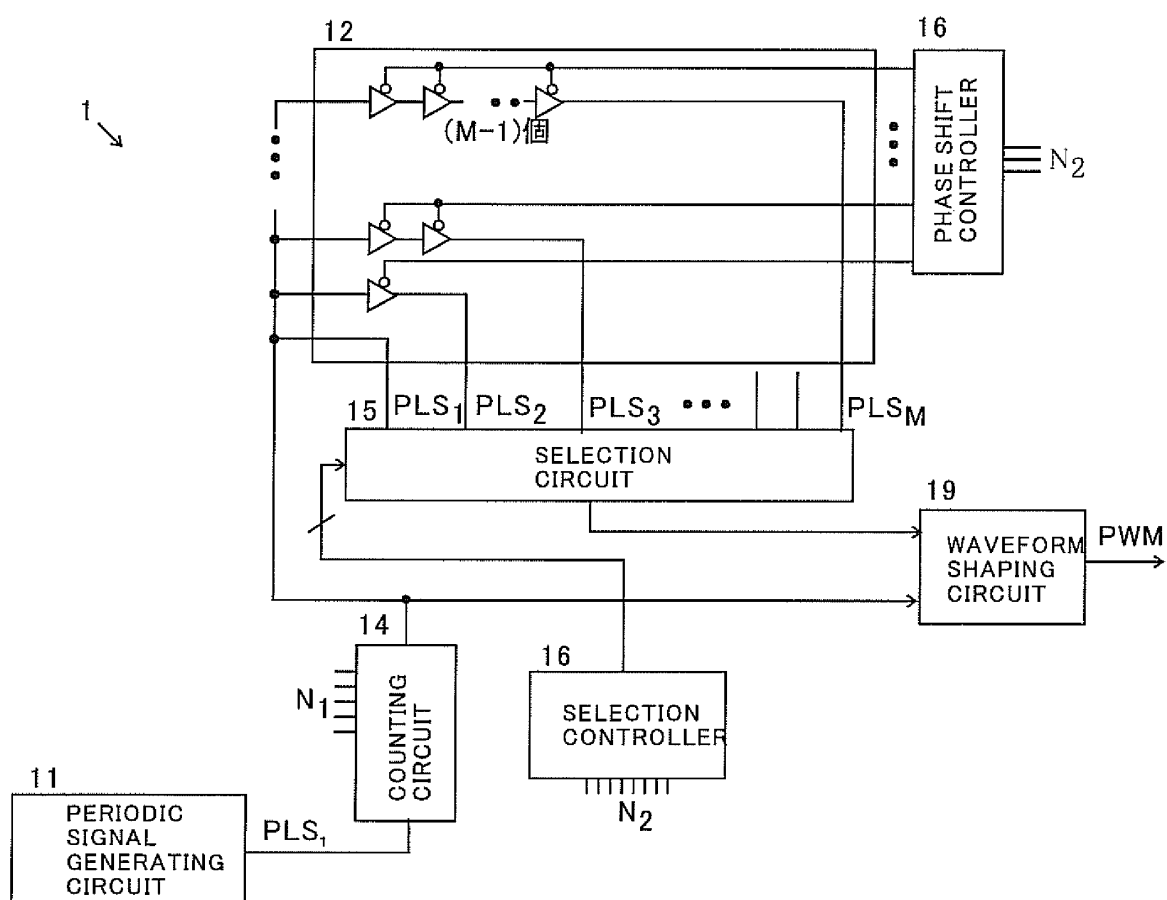 12
16
1
(M-1)個
PHASE SHIFT
CONTROLLER
N2
15
PLS1
PLS2
PLS3
PLSM
SELECTION
CIRCUIT
19
WAVEFORM
SHAPING
CIRCUIT
PWM
14
N1
COUNTING
CIRCUIT
16
SELECTION
CONTROLLER
N2
11
PERIODIC
SIGNAL
GENERATING
CIRCUIT
PLS1